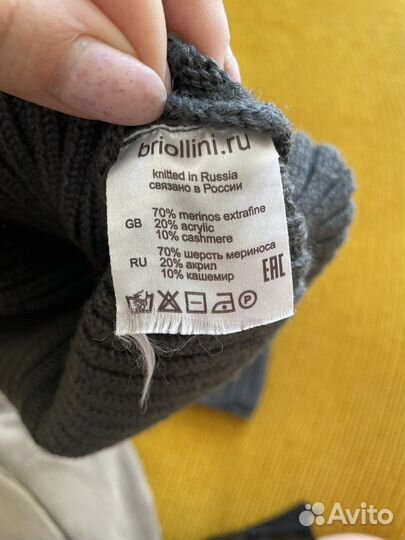 briollini.ru
knitted in Russia
связано в России
GB
70% merinos extrafine
20% acrylic
10% cashmere
RU
70% шерсть мериноса
20% акрил
10% кашемир
EAC
P
Avito